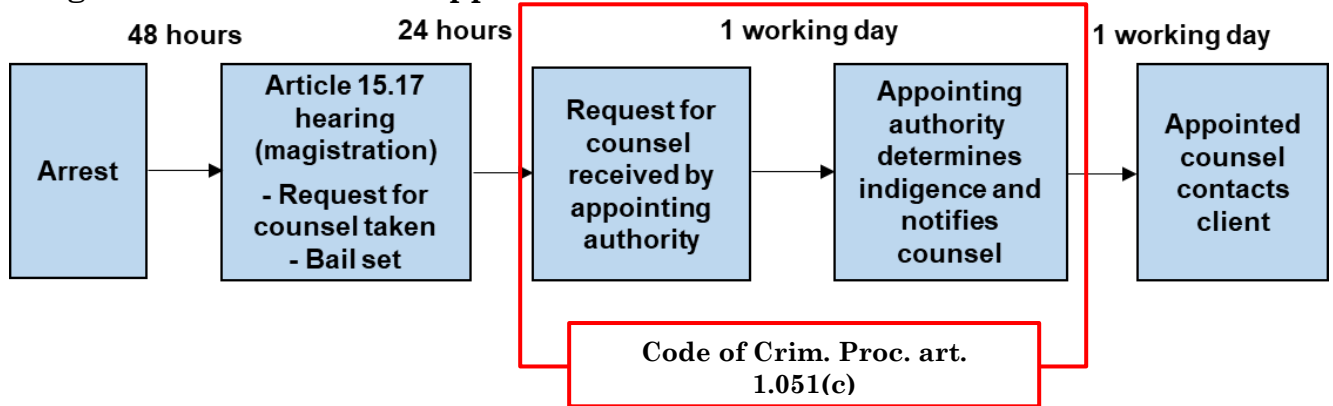 48 hours
24 hours
1 working day
1 working day
Arrest
Article 15.17
hearing
(magistration)
- Request for
counsel taken
- Bail set
Request for
counsel
received by
appointing
authority
Appointing
authority
determines
indigence and
notifies
counsel
Appointed
counsel
contacts
client
Code of Crim. Proc. art.
1.051(c)